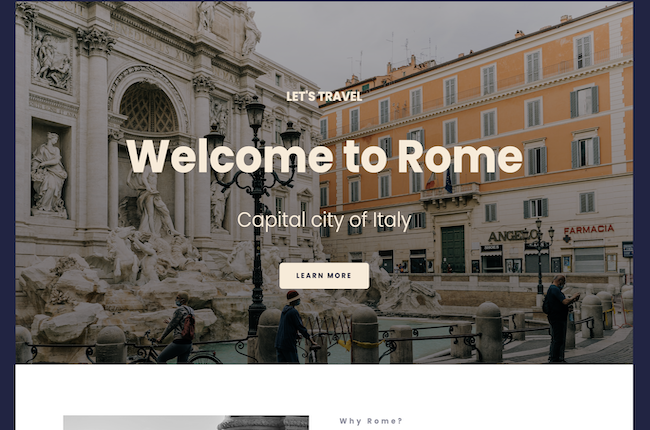 LET'S TRAVEL
Welcome to Rome
Capital city of Italy
LEARN MORE
ANGELO
FARMACIA
Why Rome?